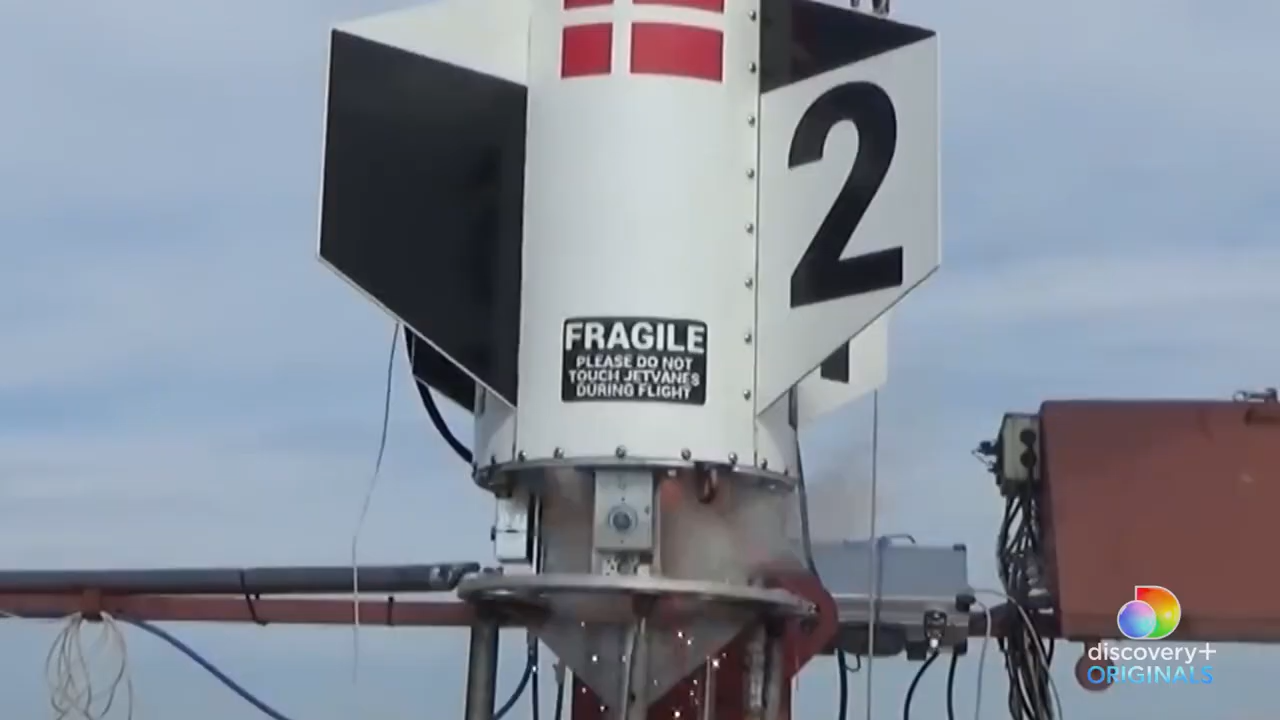 2
FRAGILE
PLEASE DO NOT
TOUCH JETVANES
DURING FLIGHT
discovery+
ORIGINALS